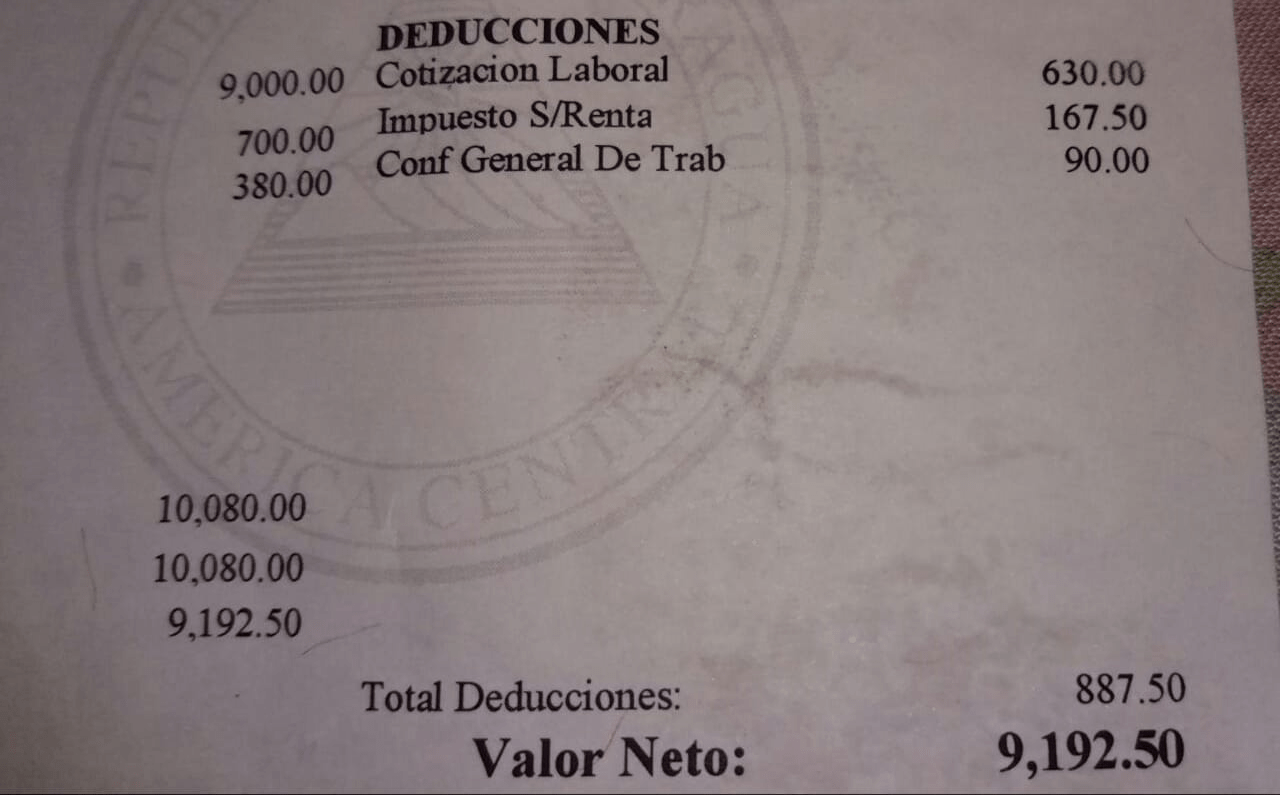 DEDUCCIONES
9,000.00 Cotizacion Laboral 630.00
700.00 Impuesto S/Renta 167.50
380.00 Conf General De Trab 90.00
AMERICA CENTRAL
10,080.00
10,080.00
9,192.50
Total Deducciones: 887.50
Valor Neto: 9,192.50